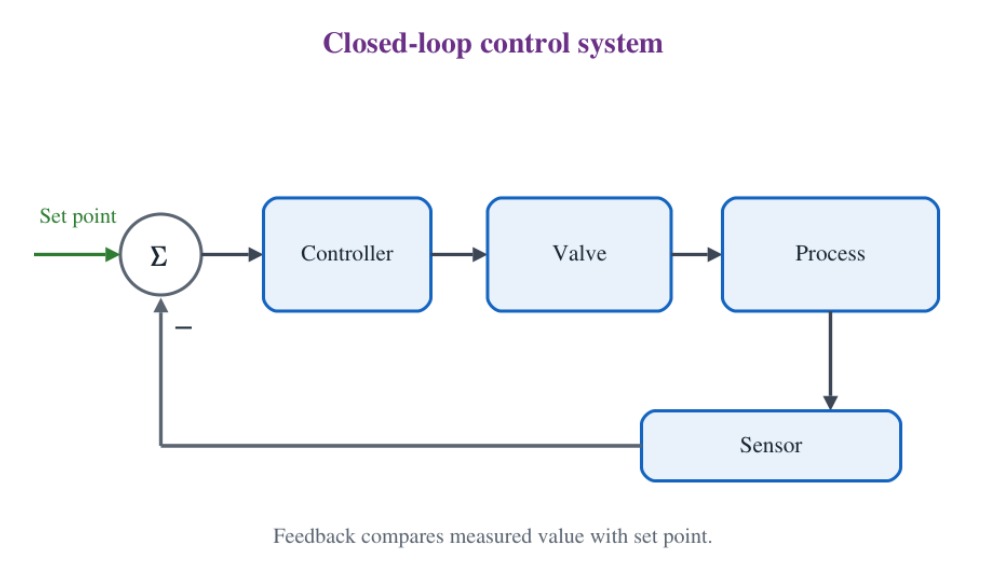 Closed-loop control system
Set point
Σ
Controller
Valve
Process
−
Sensor
Feedback compares measured value with set point.